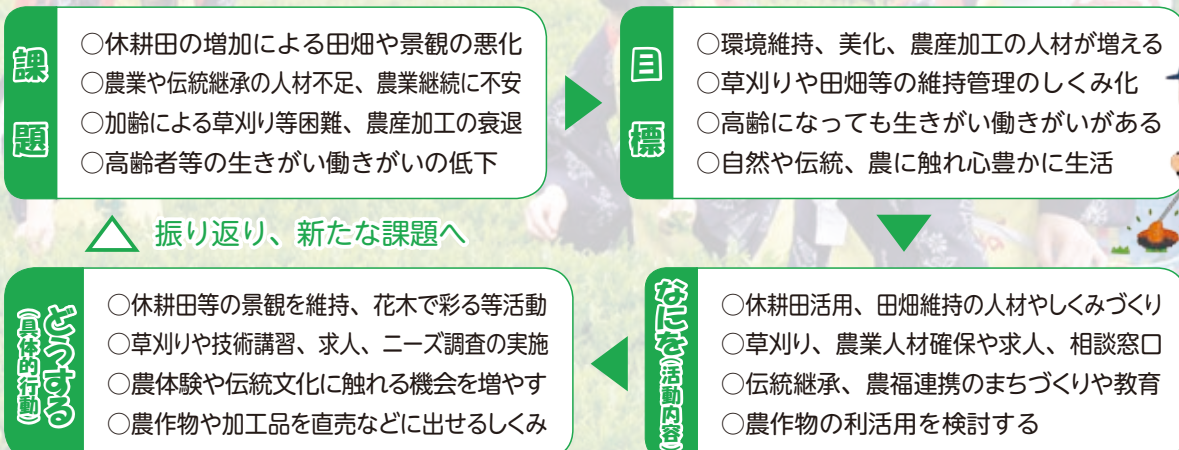 課題
○休耕田の増加による田畑や景観の悪化
○農業や伝統継承の人材不足、農業継続に不安
○加齢による草刈り等困難、農産加工の衰退
○高齢者等の生きがい働きがいの低下
目標
○環境維持、美化、農産加工の人材が増える
○草刈りや田畑等の維持管理のしくみ化
○高齢になっても生きがい働きがいがある
○自然や伝統、農に触れ心豊かに生活
なにを(活動内容)
○休耕田活用、田畑維持の人材やしくみづくり
○草刈り、農業人材確保や求人、相談窓口
○伝統継承、農福連携のまちづくりや教育
○農作物の利活用を検討する
どうする(具体的行動)
○休耕田等の景観を維持、花木で彩る等活動
○草刈りや技術講習、求人、ニーズ調査の実施
○農体験や伝統文化に触れる機会を増やす
○農作物や加工品を直売などに出せるしくみ
振り返り、新たな課題へ